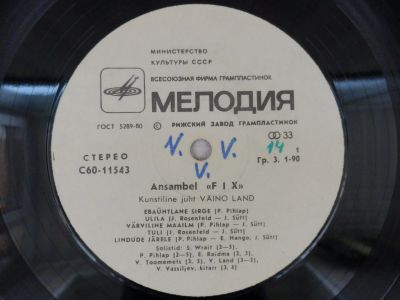 МИНИСТЕРСТВО
КУЛЬТУРЫ СССР
ВСЕСОЮЗНАЯ ФИРМА ГРАМПЛАСТИНОК
МЕЛОДИЯ
ГОСТ 5289-80 Ⓒ РИЖСКИЙ ЗАВОД ГРАМПЛАСТИНОК 33
V. V. 14 1
СТЕРЕО Гр. 3. 1-90
С60-11543 V.
Ansambel «F I X»
Kunstiline juht VÄINO LAND
EBAÜHTLANE SIRGE (P. Pihlap)
ULILA (J. Rosenfeld — J. Sütt)
VÄRVILINE MAAILM (P. Pihlap — J. Sütt)
TULI (J. Rosenfeld — J. Sütt)
LINDUDE JÄRELE (P. Pihlap — E. Hango, J. Sütt)
Solistid: S. Wrait (2—5),
P. Pihlap (2—5), E. Raidma (3, 3),
V. Toomemets (3), V. Land (3—5),
V. Vassiljev, kitarr (3, 4)